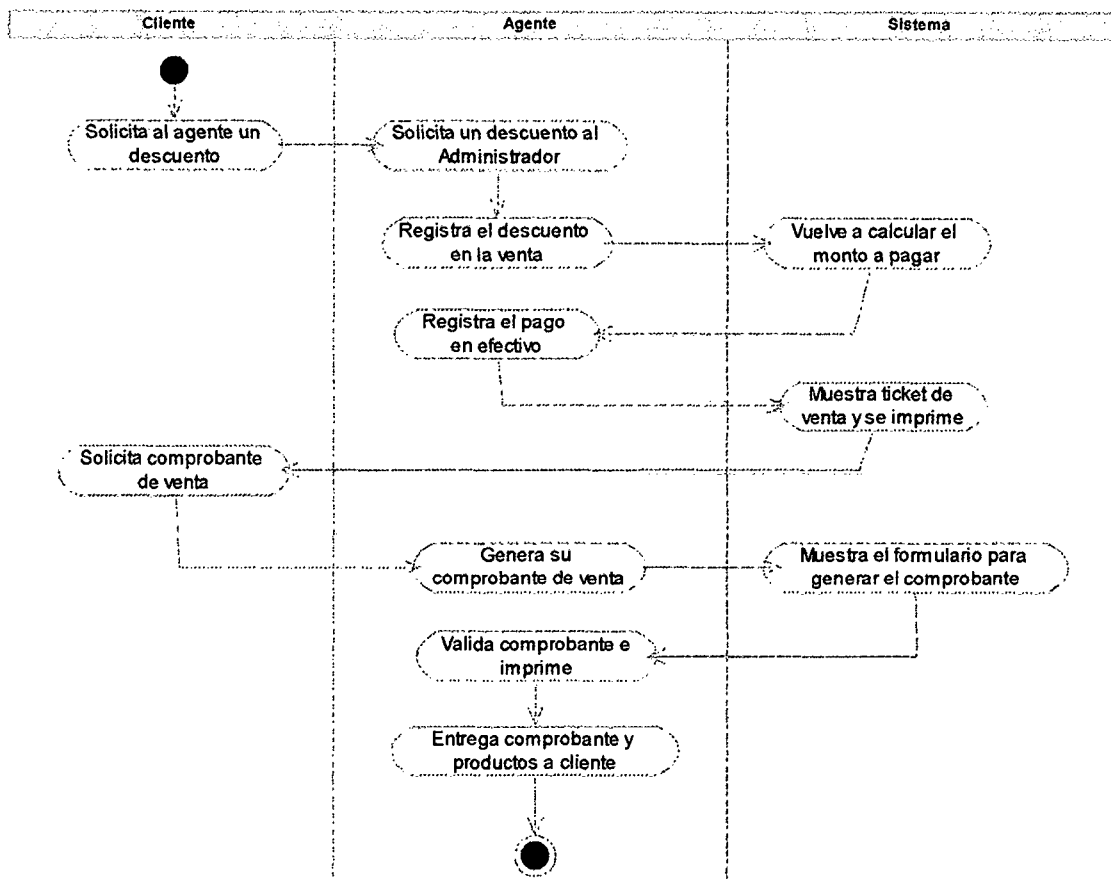 Cliente
Agente
Sistema
Solicita al agente un
descuento
Solicita un descuento al
Administrador
Registra el descuento
en la venta
Vuelve a calcular el
monto a pagar
Registra el pago
en efectivo
Muestra ticket de
venta y se imprime
Solicita comprobante
de venta
Genera su
comprobante de venta
Muestra el formulario para
generar el comprobante
Valida comprobante e
imprime
Entrega comprobante y
productos a cliente